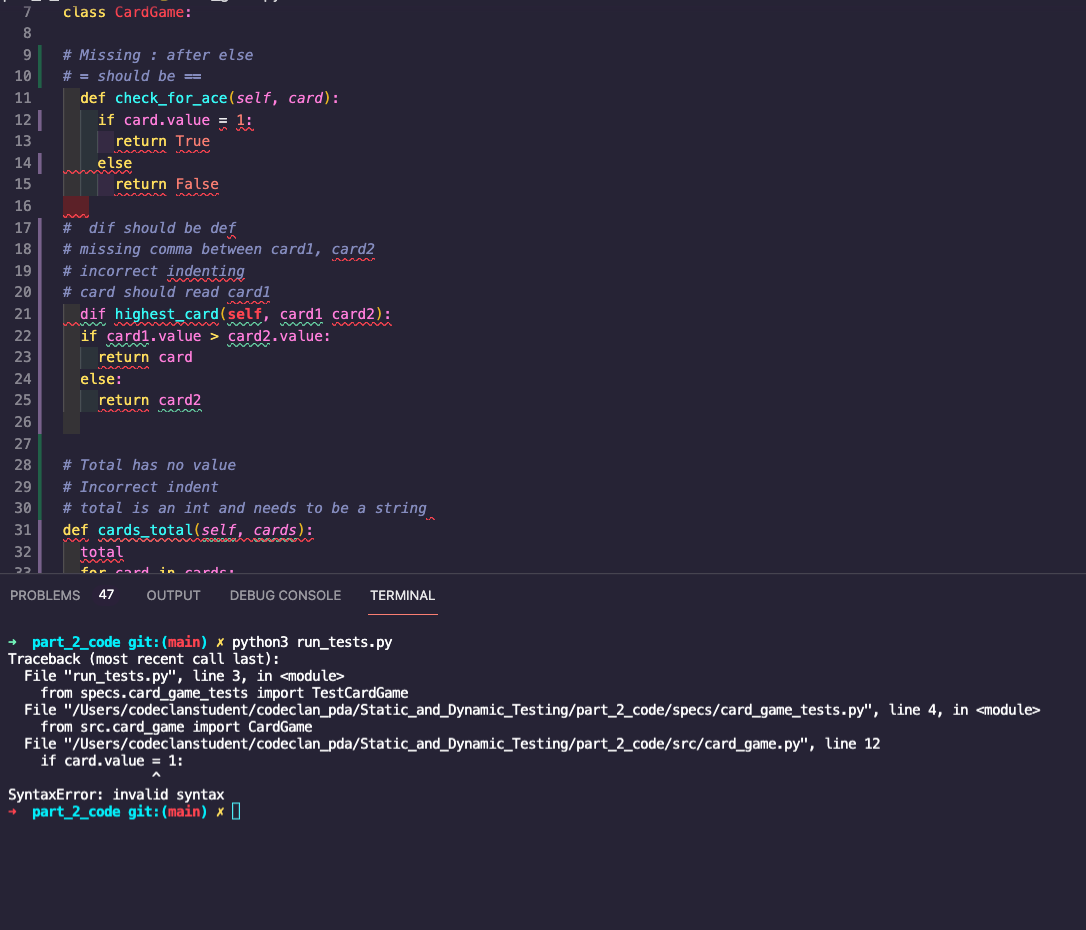 7 class CardGame:
8
9 # Missing : after else
10 # = should be ==
11 def check_for_ace(self, card):
12 if card.value = 1:
13 return True
14 else
15 return False
16
17 #  dif should be def
18 # missing comma between card1, card2
19 # incorrect indenting
20 # card should read card1
21 dif highest_card(self, card1 card2):
22 if card1.value > card2.value:
23 return card
24 else:
25 return card2
26
27
28 # Total has no value
29 # Incorrect indent
30 # total is an int and needs to be a string
31 def cards_total(self, cards):
32 total
33 for card in cards:
PROBLEMS 47 OUTPUT DEBUG CONSOLE TERMINAL
→ part_2_code git:(main) ✗ python3 run_tests.py
Traceback (most recent call last):
File "run_tests.py", line 3, in <module>
from specs.card_game_tests import TestCardGame
File "/Users/codeclanstudent/codeclan_pda/Static_and_Dynamic_Testing/part_2_code/specs/card_game_tests.py", line 4, in <module>
from src.card_game import CardGame
File "/Users/codeclanstudent/codeclan_pda/Static_and_Dynamic_Testing/part_2_code/src/card_game.py", line 12
if card.value = 1:
^
SyntaxError: invalid syntax
→ part_2_code git:(main) ✗